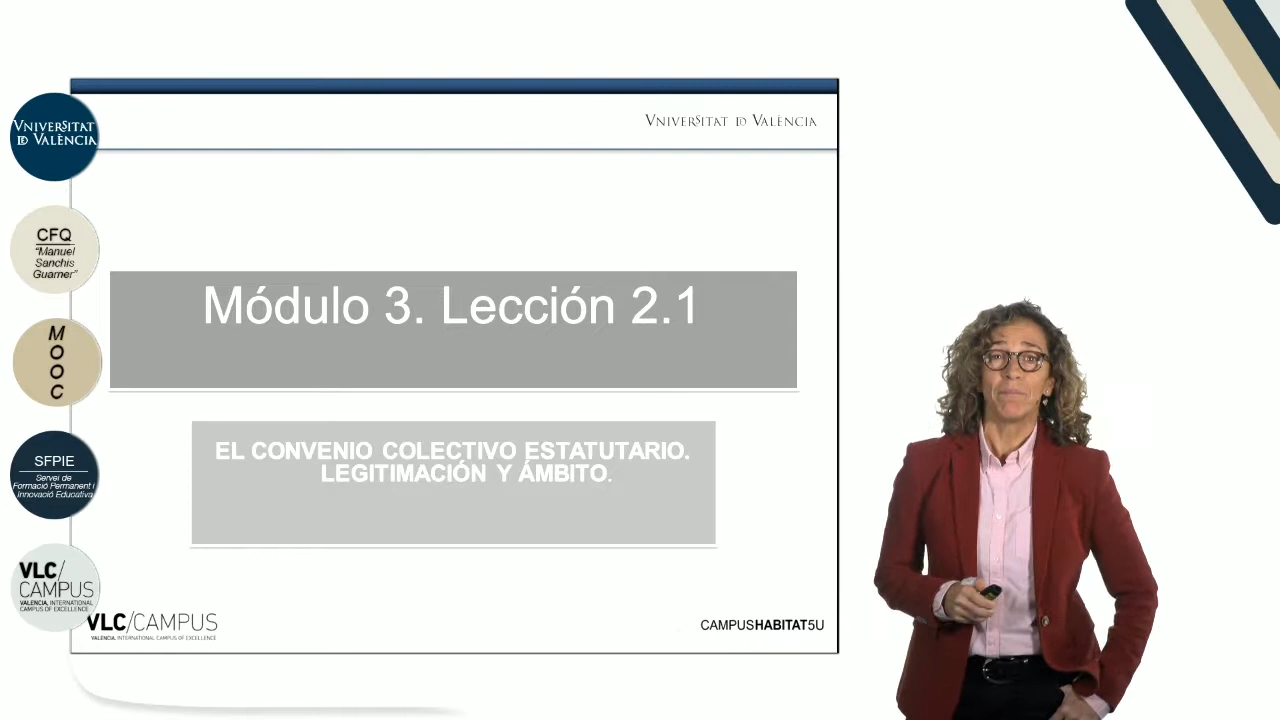 VNIVERSITAT
DE VALÈNCIA
CFQ
"Manuel
Sanchis
Guarner"
M
O
O
C
SFPIE
Servei de
Formació Permanent i
Innovació Educativa
VLC/
CAMPUS
VALENCIA, INTERNATIONAL
CAMPUS OF EXCELLENCE
VNIVERSITAT DE VALÈNCIA
Módulo 3. Lección 2.1
EL CONVENIO COLECTIVO ESTATUTARIO.
LEGITIMACIÓN Y ÁMBITO.
VLC/CAMPUS
VALENCIA. INTERNATIONAL CAMPUS OF EXCELLENCE
CAMPUSHABITAT5U